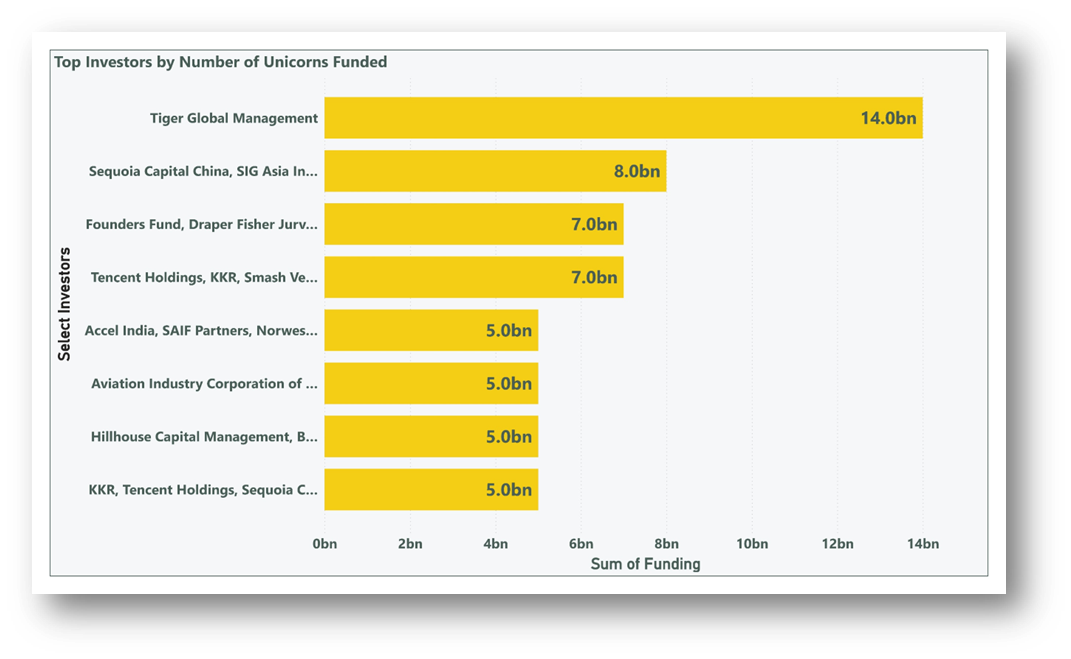 Top Investors by Number of Unicorns Funded
Select Investors
Tiger Global Management 14.0bn
Sequoia Capital China, SIG Asia In... 8.0bn
Founders Fund, Draper Fisher Jurv... 7.0bn
Tencent Holdings, KKR, Smash Ve... 7.0bn
Accel India, SAIF Partners, Norwes... 5.0bn
Aviation Industry Corporation of ... 5.0bn
Hillhouse Capital Management, B... 5.0bn
KKR, Tencent Holdings, Sequoia C... 5.0bn
0bn 2bn 4bn 6bn 8bn 10bn 12bn 14bn
Sum of Funding